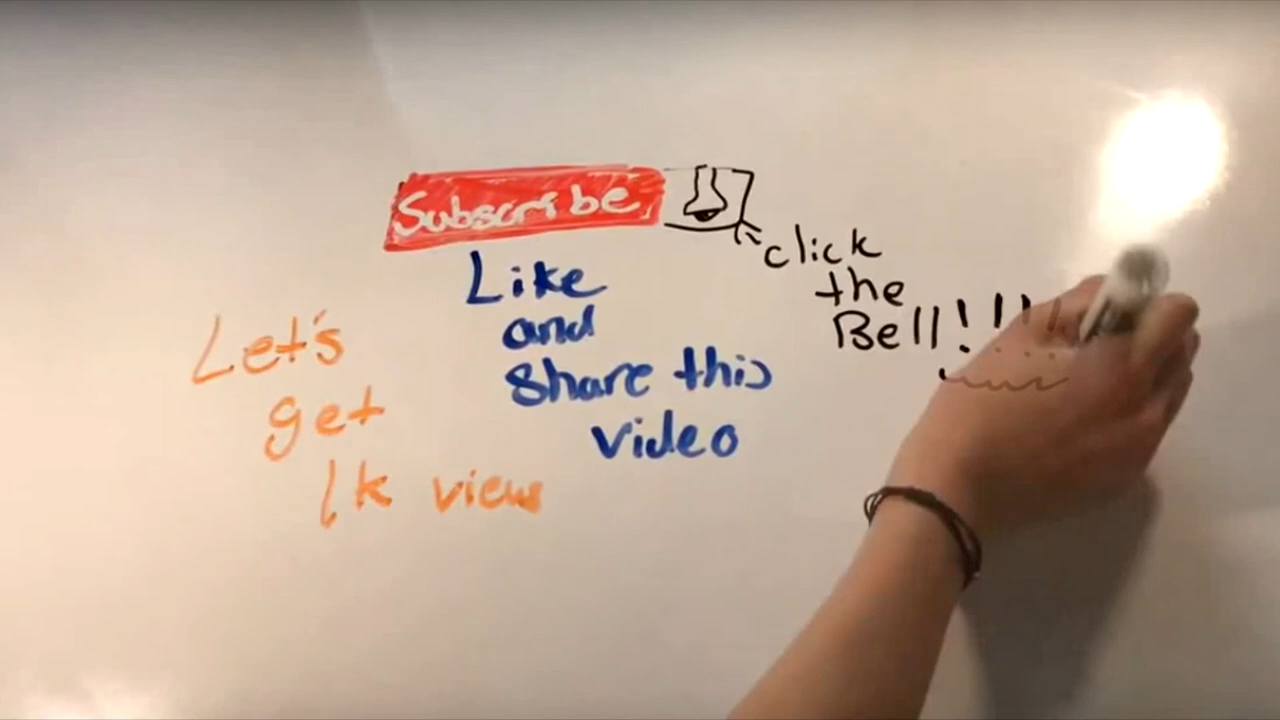 Subscribe
click
the
Bell!!!!
Like
and
share this
video
Let's
get
1k views